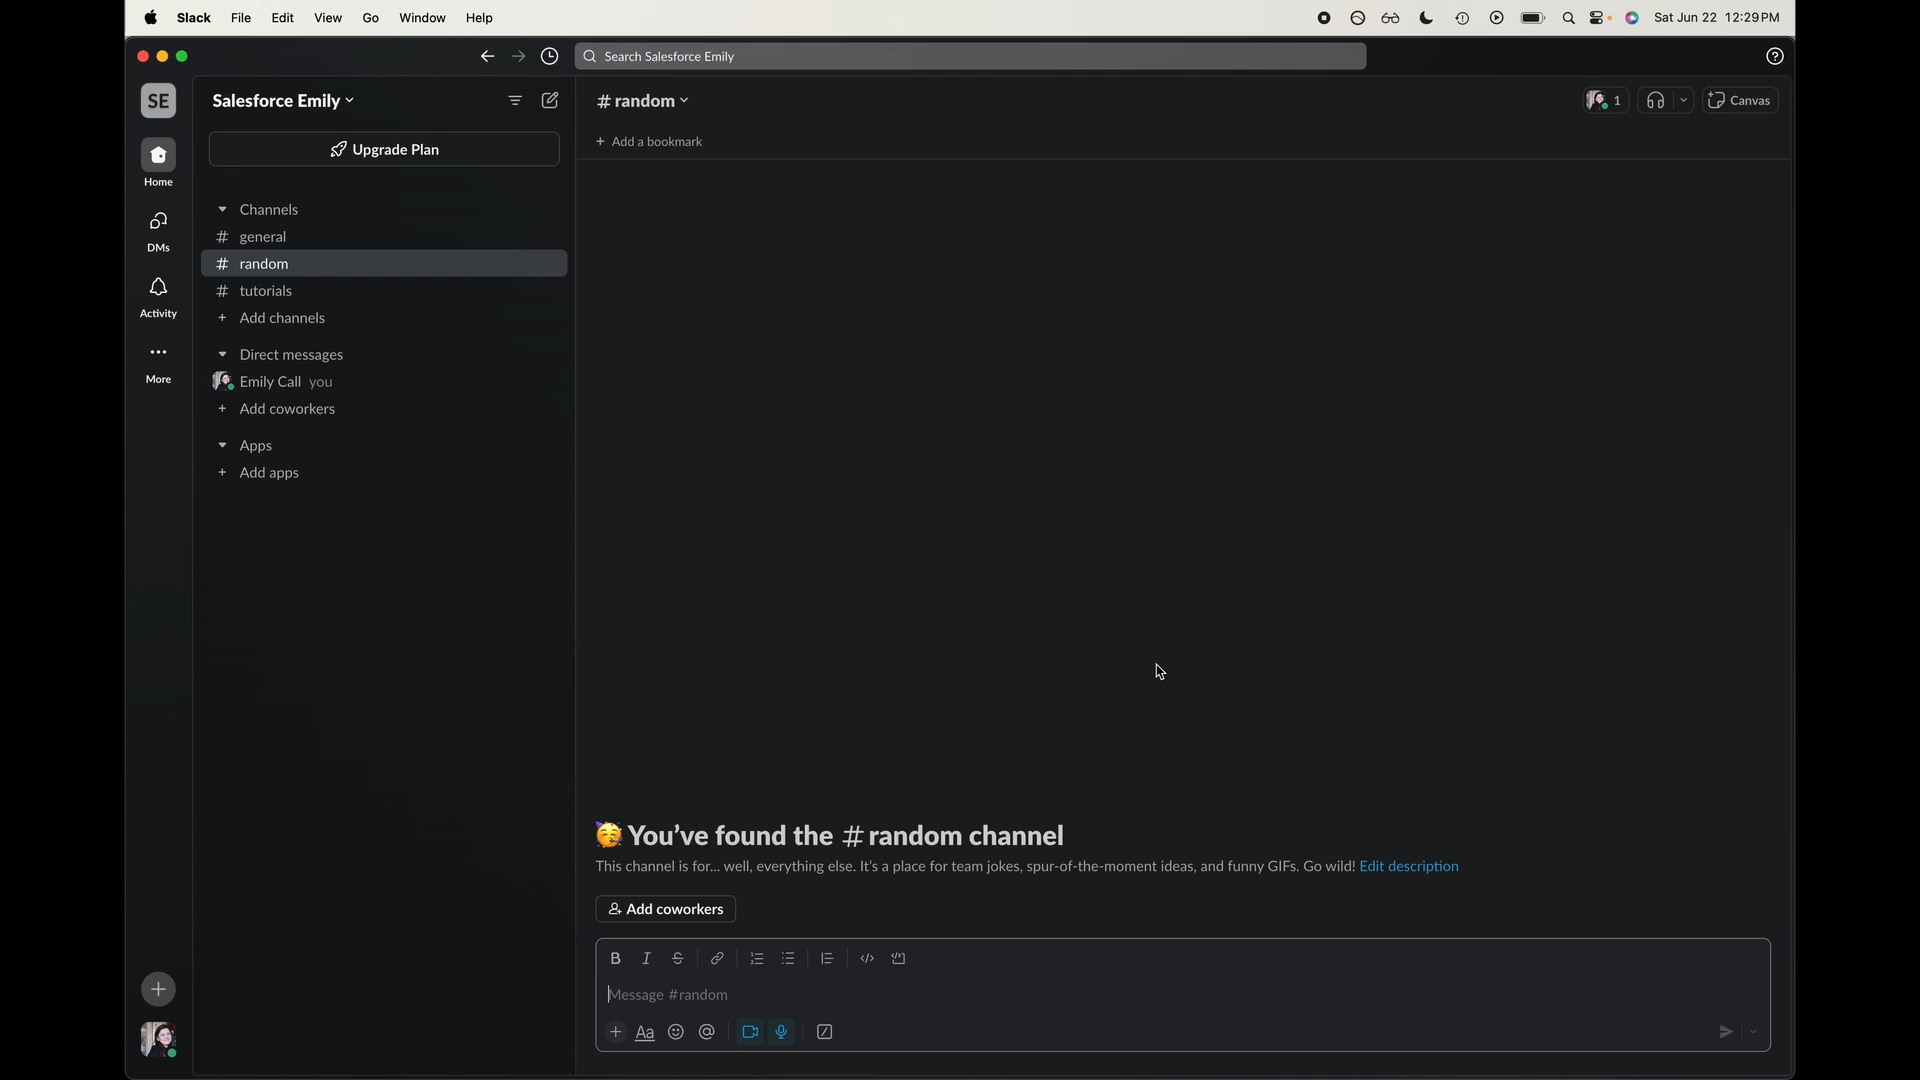 Slack File Edit View Go Window Help Sat Jun 22 12:29 PM
Search Salesforce Emily
SE Salesforce Emily # random 1 Canvas
Upgrade Plan
+ Add a bookmark
Home
Channels
# general
# random
# tutorials
+ Add channels
DMs
Activity
More
Direct messages
Emily Call you
+ Add coworkers
Apps
+ Add apps
You've found the # random channel
This channel is for... well, everything else. It's a place for team jokes, spur-of-the-moment ideas, and funny GIFs. Go wild! Edit description
Add coworkers
B I S
Message #random
+ Aa @